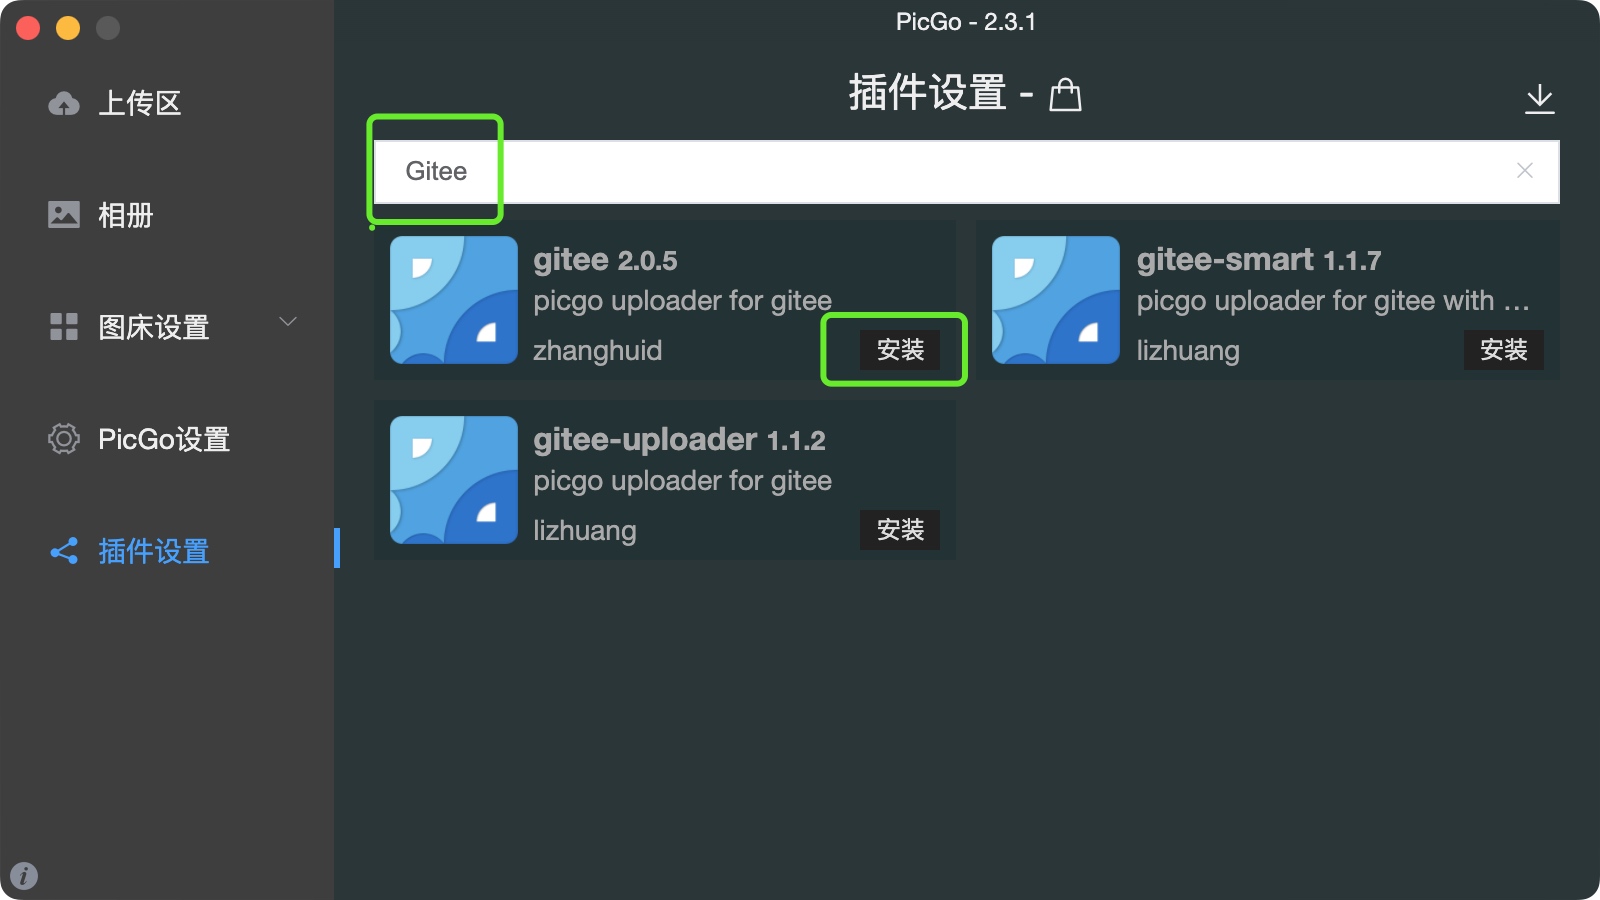 PicGo - 2.3.1
上传区
相册
图床设置
PicGo设置
插件设置
插件设置 -
Gitee
gitee 2.0.5
picgo uploader for gitee
zhanghuid
安装
gitee-smart 1.1.7
picgo uploader for gitee with ...
lizhuang
安装
gitee-uploader 1.1.2
picgo uploader for gitee
lizhuang
安装